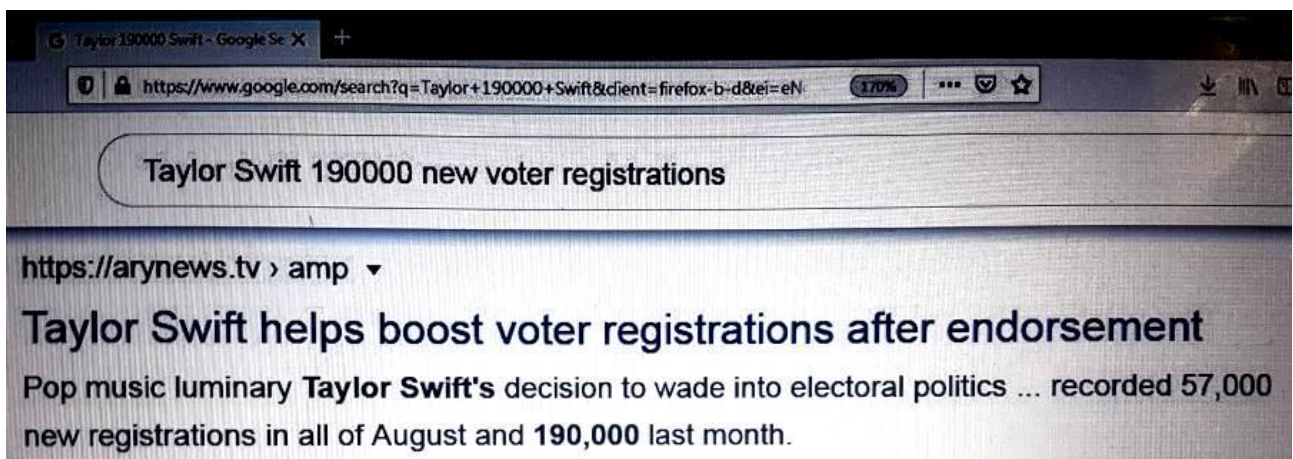 Taylor 190000 Swift - Google Se
https://www.google.com/search?q=Taylor+190000+Swift&client=firefox-b-d&ei=eN
170%
Taylor Swift 190000 new voter registrations
https://arynews.tv › amp
Taylor Swift helps boost voter registrations after endorsement
Pop music luminary Taylor Swift's decision to wade into electoral politics ... recorded 57,000
new registrations in all of August and 190,000 last month.